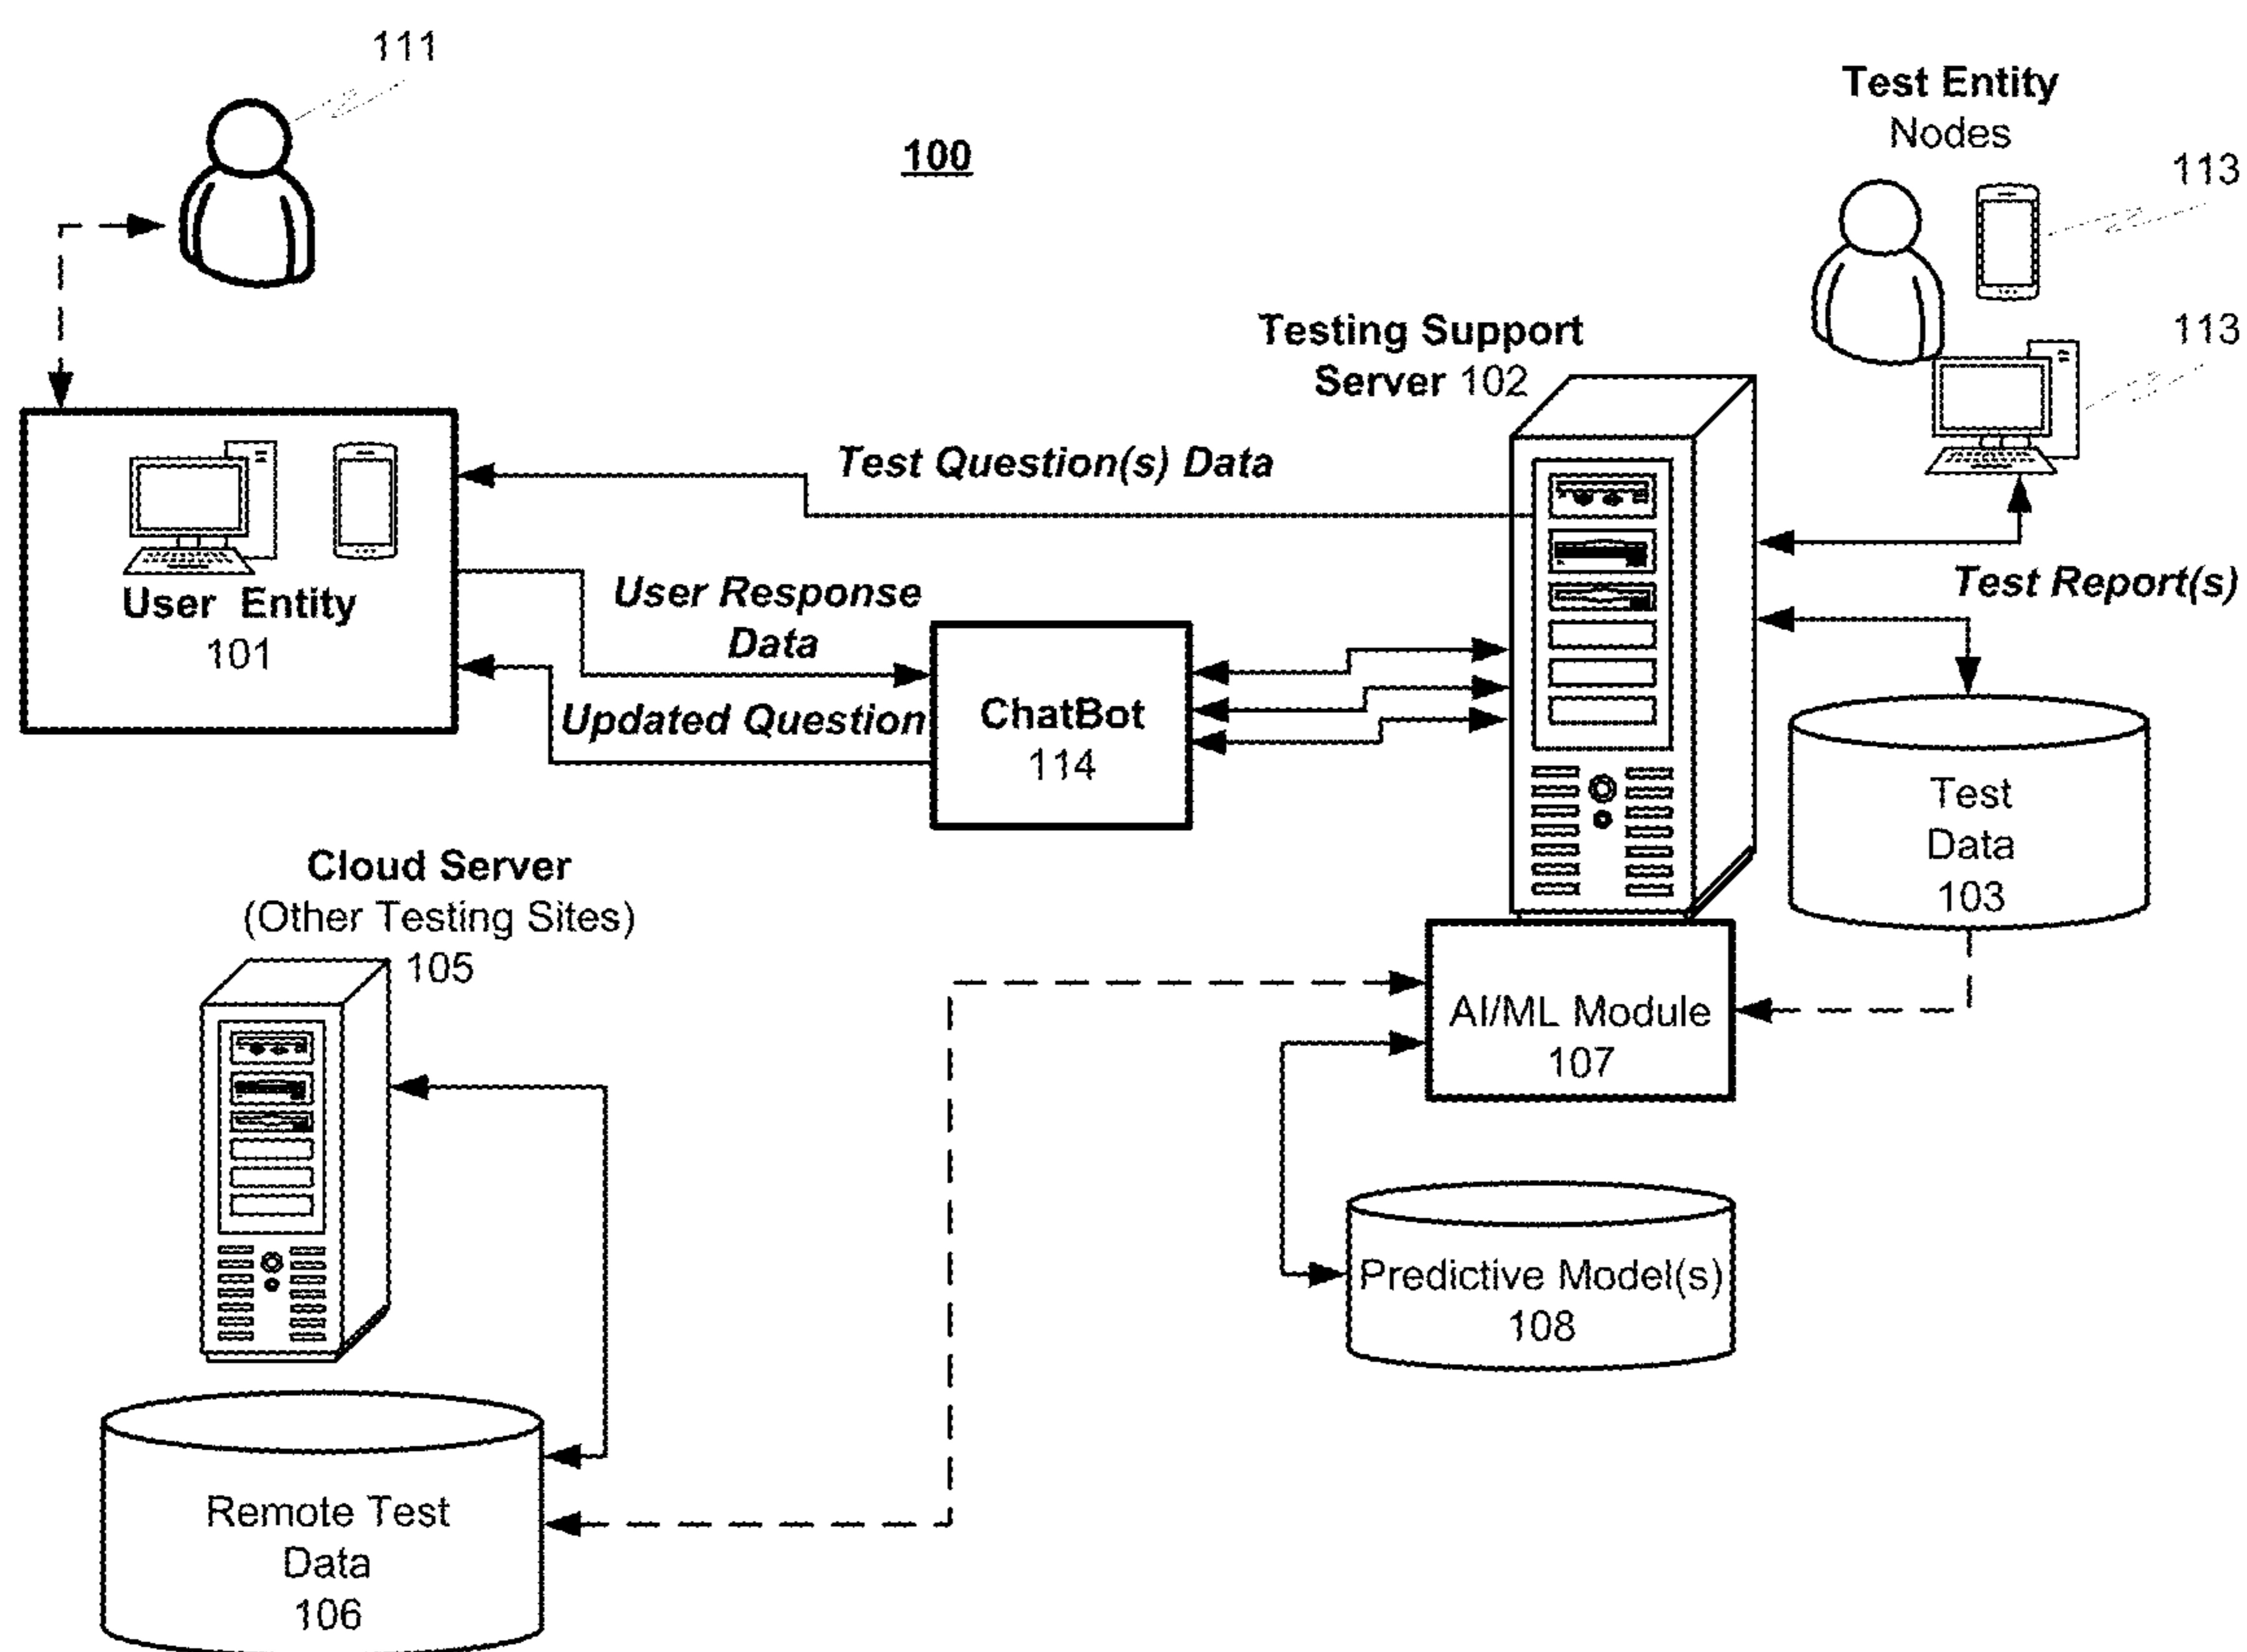 111
100
Test Entity
Nodes
113
113
Testing Support
Server 102
Test Question(s) Data
User Entity
101
User Response
Data
Updated Question
ChatBot
114
Test Report(s)
Test
Data
103
Cloud Server
(Other Testing Sites)
105
AI/ML Module
107
Predictive Model(s)
108
Remote Test
Data
106